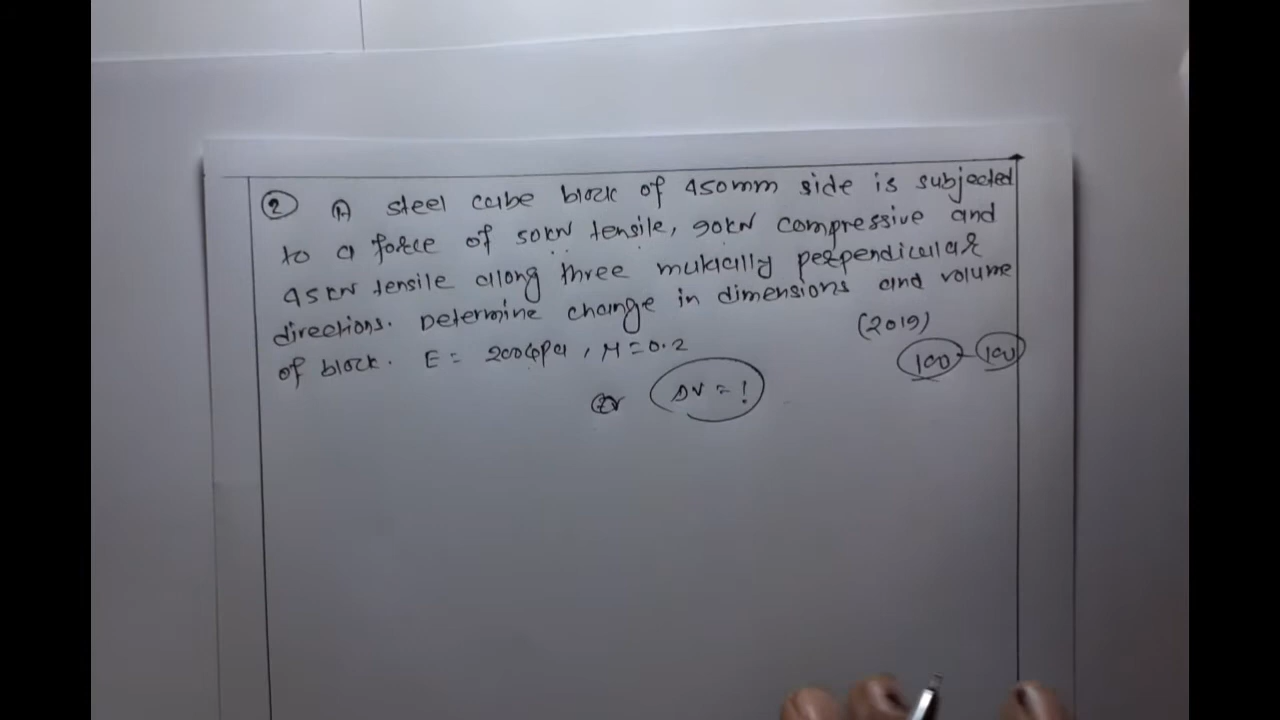 ② A steel cube block of 450mm side is subjected
to a force of 50kN tensile, 90kN compressive and
45kN tensile along three mutually perpendicular
directions. Determine change in dimensions and volume
of block. E = 200Gpa, μ=0.2
(2019)
100 - 100
or ΔV = !